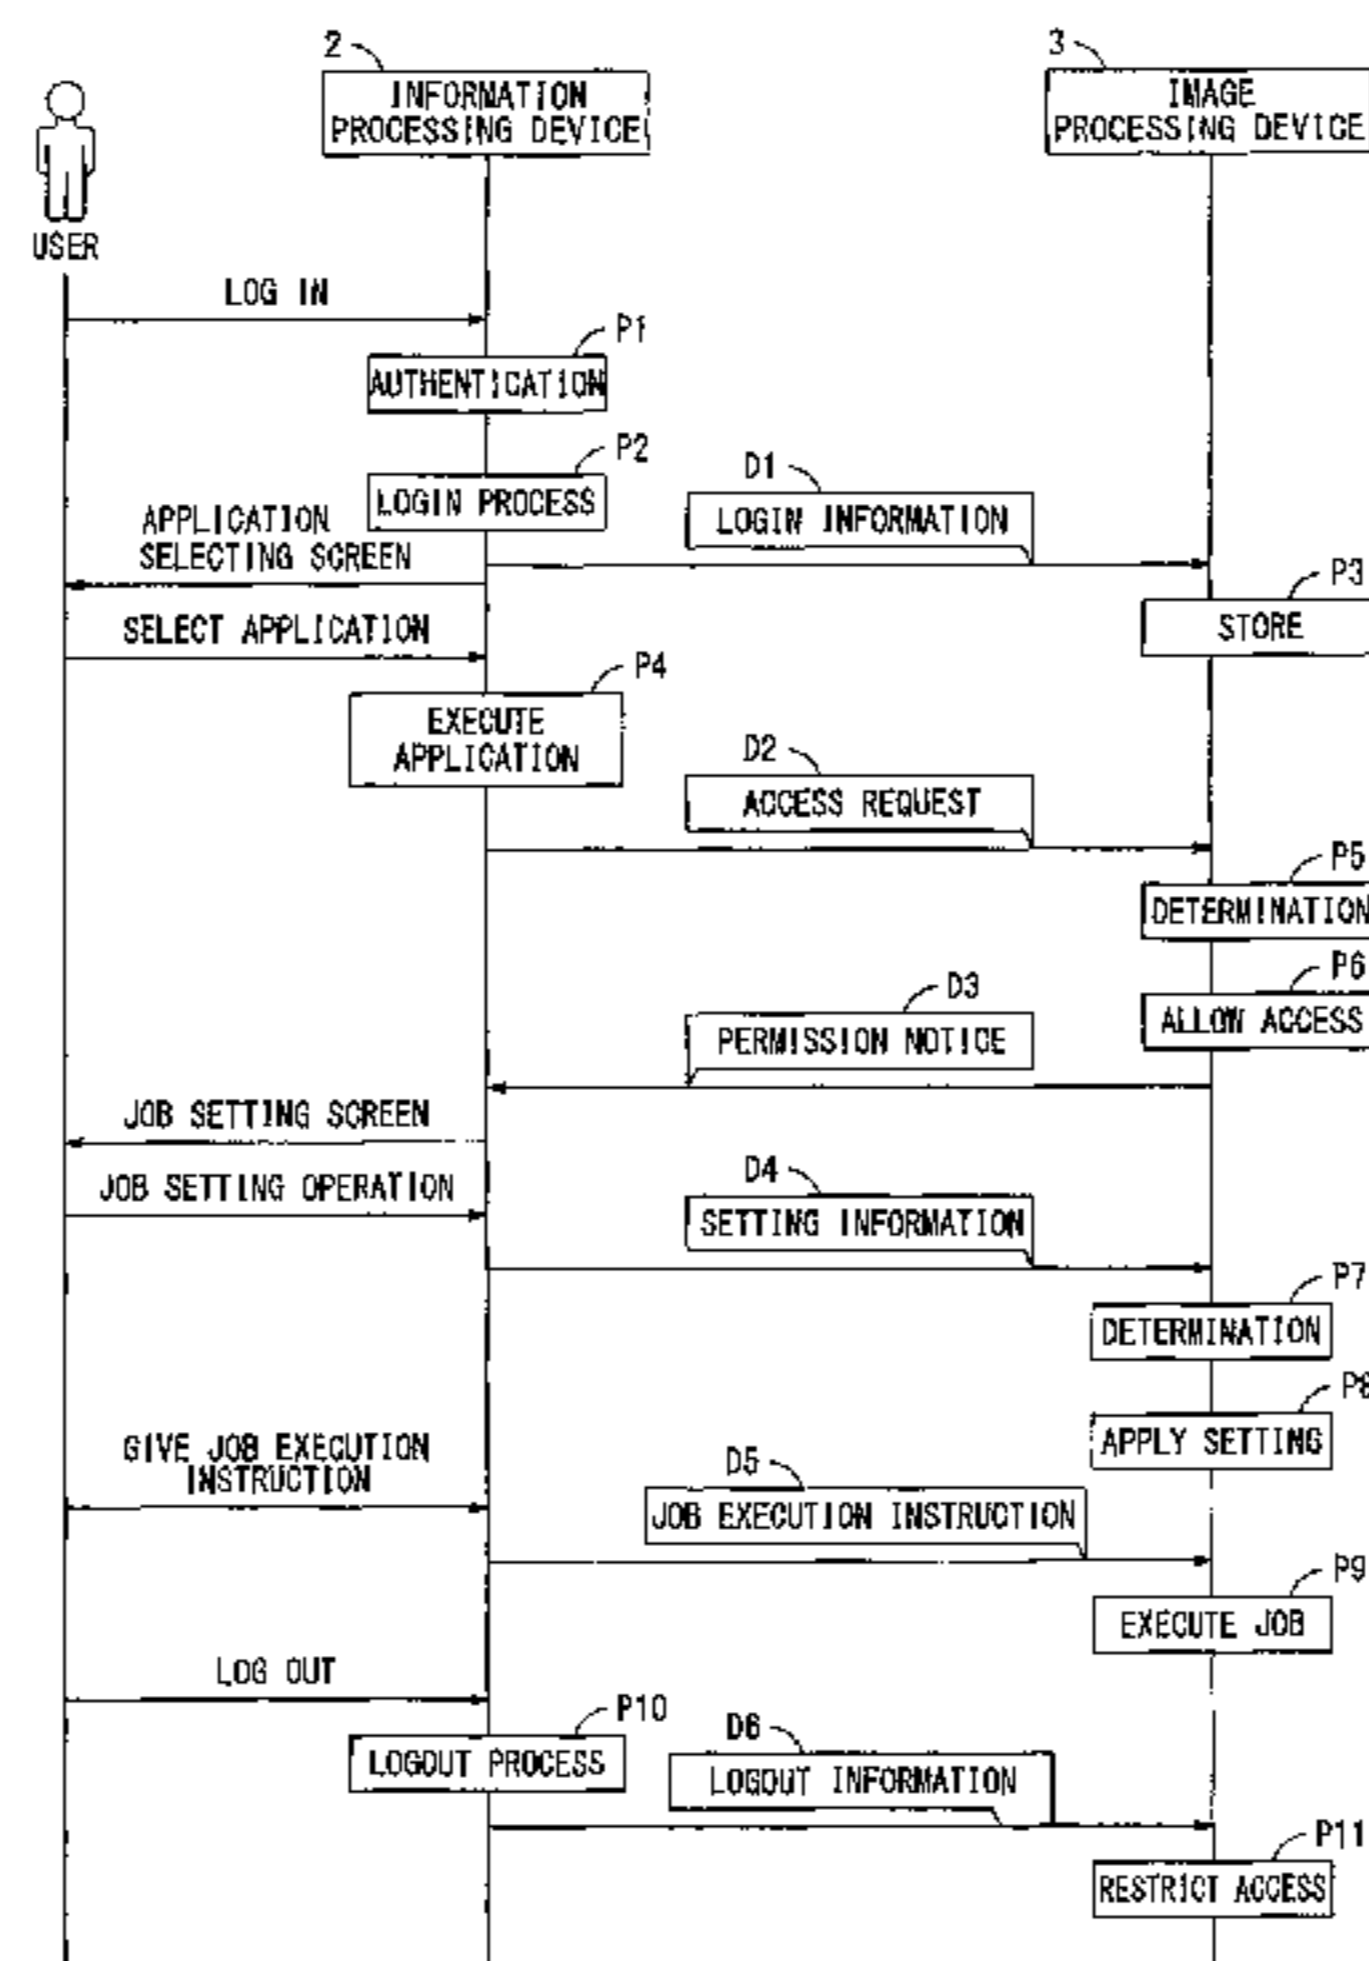 2
INFORMATION
PROCESSING DEVICE
3
IMAGE
PROCESSING DEVICE
USER
LOG IN
P1
AUTHENTICATION
P2
LOGIN PROCESS
D1
LOGIN INFORMATION
APPLICATION
SELECTING SCREEN
P3
STORE
SELECT APPLICATION
P4
EXECUTE
APPLICATION
D2
ACCESS REQUEST
P5
DETERMINATION
P6
ALLOW ACCESS
D3
PERMISSION NOTICE
JOB SETTING SCREEN
JOB SETTING OPERATION
D4
SETTING INFORMATION
P7
DETERMINATION
P8
APPLY SETTING
GIVE JOB EXECUTION
INSTRUCTION
D5
JOB EXECUTION INSTRUCTION
P9
EXECUTE JOB
LOG OUT
P10
LOGOUT PROCESS
D6
LOGOUT INFORMATION
P11
RESTRICT ACCESS